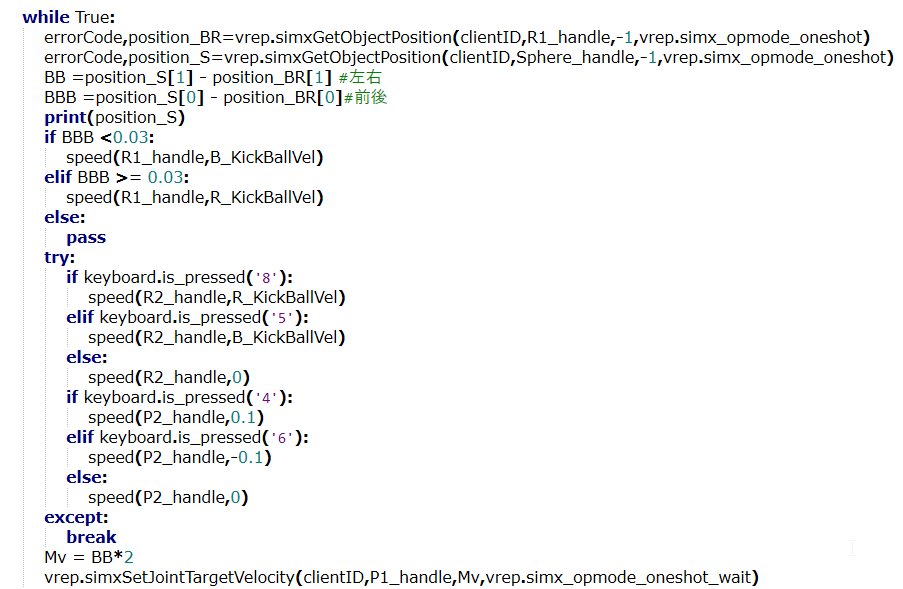 while True:
errorCode,position_BR=vrep.simxGetObjectPosition(clientID,R1_handle,-1,vrep.simx_opmode_oneshot)
errorCode,position_S=vrep.simxGetObjectPosition(clientID,Sphere_handle,-1,vrep.simx_opmode_oneshot)
BB =position_S[1] - position_BR[1] #左右
BBB =position_S[0] - position_BR[0]#前後
print(position_S)
if BBB <0.03:
speed(R1_handle,B_KickBallVel)
elif BBB >= 0.03:
speed(R1_handle,R_KickBallVel)
else:
pass
try:
if keyboard.is_pressed('8'):
speed(R2_handle,R_KickBallVel)
elif keyboard.is_pressed('5'):
speed(R2_handle,B_KickBallVel)
else:
speed(R2_handle,0)
if keyboard.is_pressed('4'):
speed(P2_handle,0.1)
elif keyboard.is_pressed('6'):
speed(P2_handle,-0.1)
else:
speed(P2_handle,0)
except:
break
Mv = BB*2
vrep.simxSetJointTargetVelocity(clientID,P1_handle,Mv,vrep.simx_opmode_oneshot_wait)